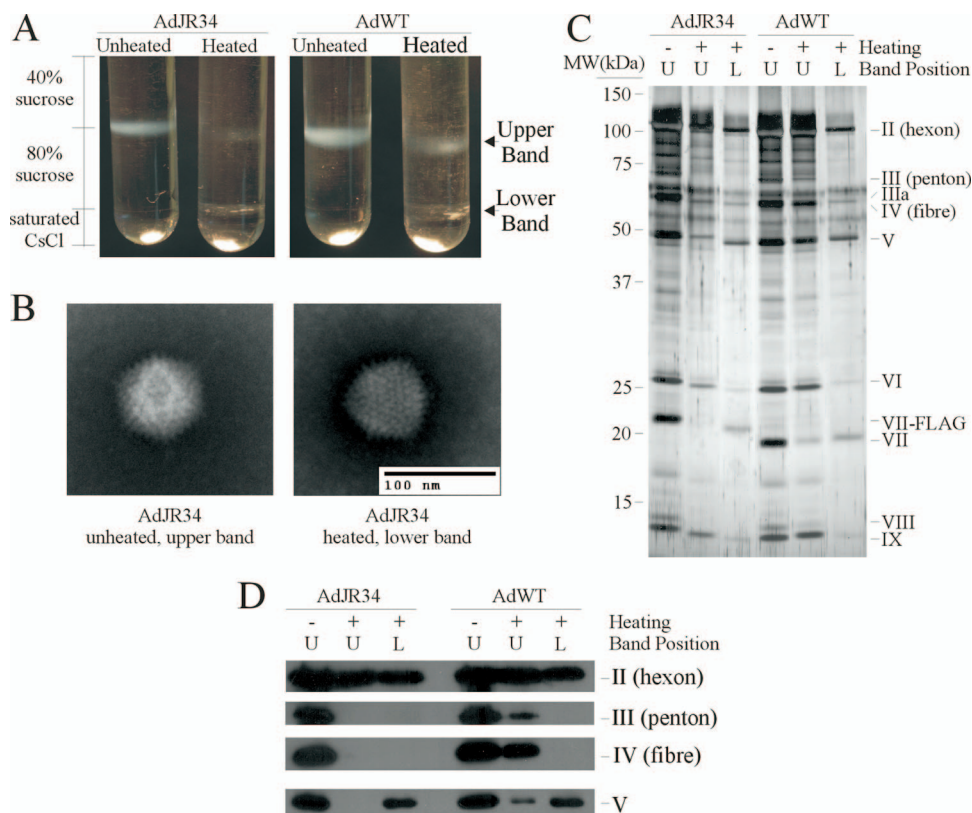 A
AdJR34
AdWT
Unheated
Heated
Unheated
Heated
40%
sucrose
80%
sucrose
saturated
CsCl
Upper
Band
Lower
Band
B
100 nm
AdJR34
unheated, upper band
AdJR34
heated, lower band
C
AdJR34
AdWT
- + + - + + Heating
U U L U U L Band Position
MW(kDa)
150
100
75
50
37
25
20
15
II (hexon)
III (penton)
IIIa
IV (fibre)
V
VI
VII-FLAG
VII
VIII
IX
D
AdJR34
AdWT
- + + - + + Heating
U U L U U L Band Position
II (hexon)
III (penton)
IV (fibre)
V